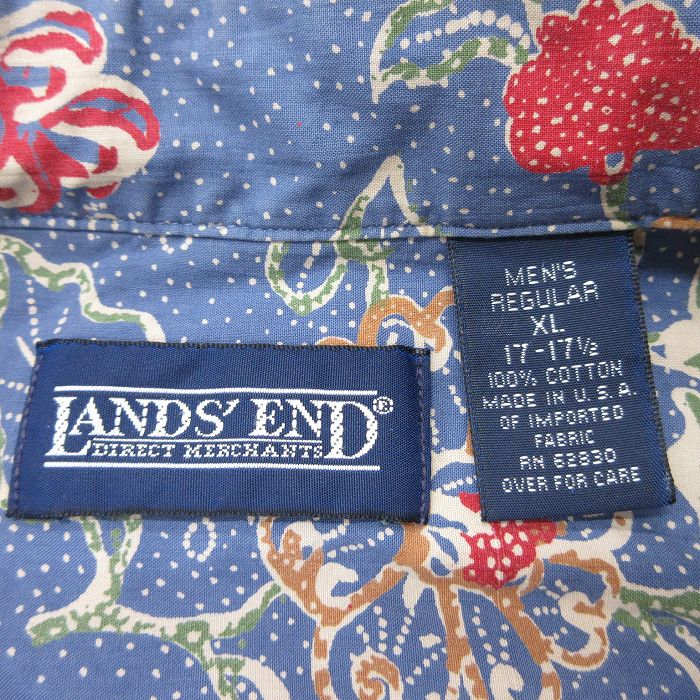 LANDS' END®
DIRECT MERCHANTS
MEN'S
REGULAR
XL
17-17½
100% COTTON
MADE IN U.S.A.
OF IMPORTED
FABRIC
RN 62830
OVER FOR CARE